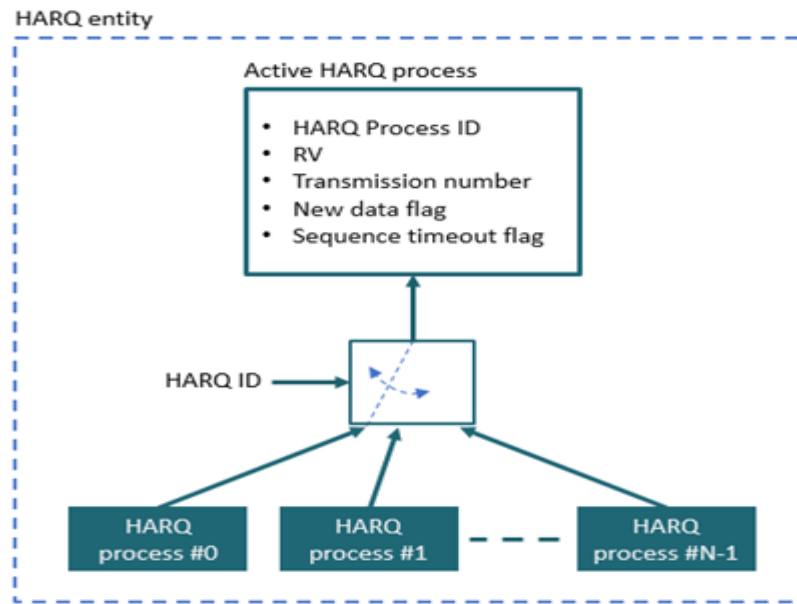 HARQ entity
Active HARQ process
• HARQ Process ID
• RV
• Transmission number
• New data flag
• Sequence timeout flag
HARQ ID
HARQ
process #0
HARQ
process #1
HARQ
process #N-1